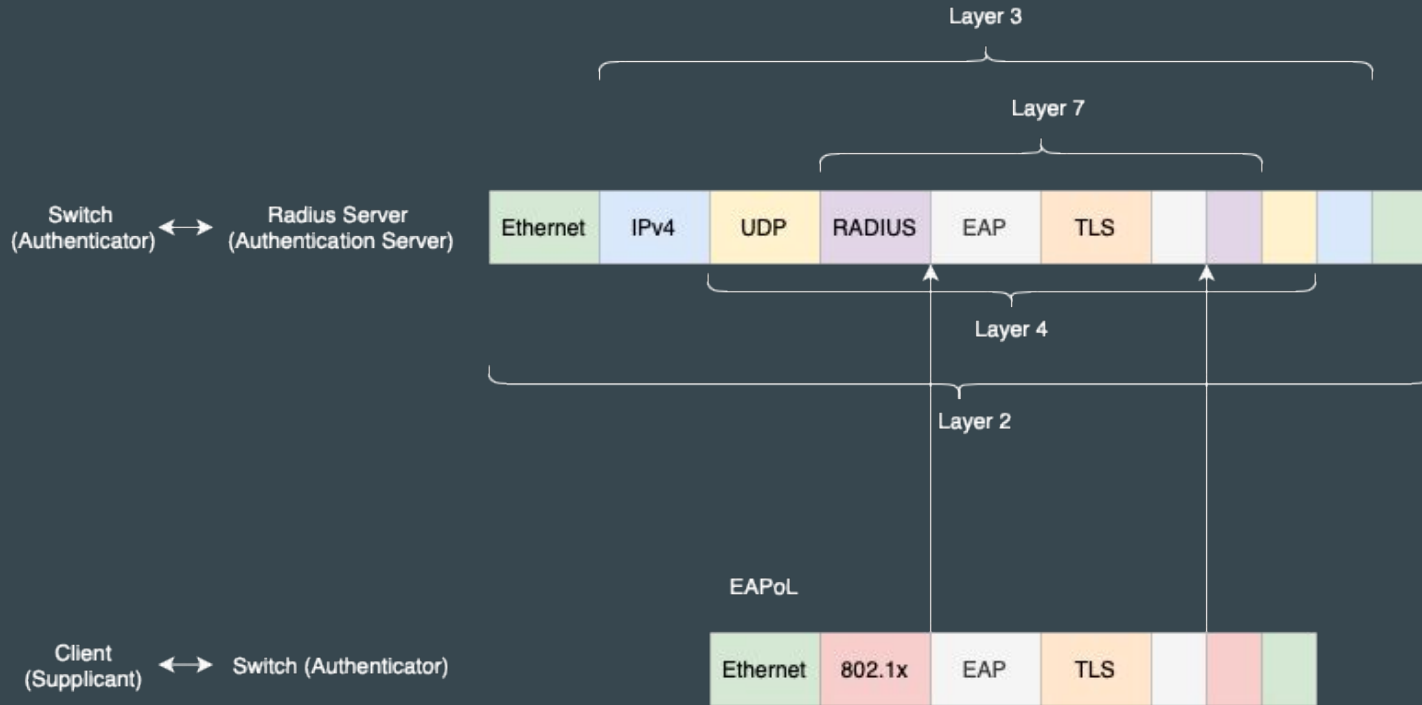 Layer 3
Layer 7
Switch
(Authenticator)
Radius Server
(Authentication Server)
Ethernet
IPv4
UDP
RADIUS
EAP
TLS
Layer 4
Layer 2
EAPoL
Client
(Supplicant)
Switch (Authenticator)
Ethernet
802.1x
EAP
TLS